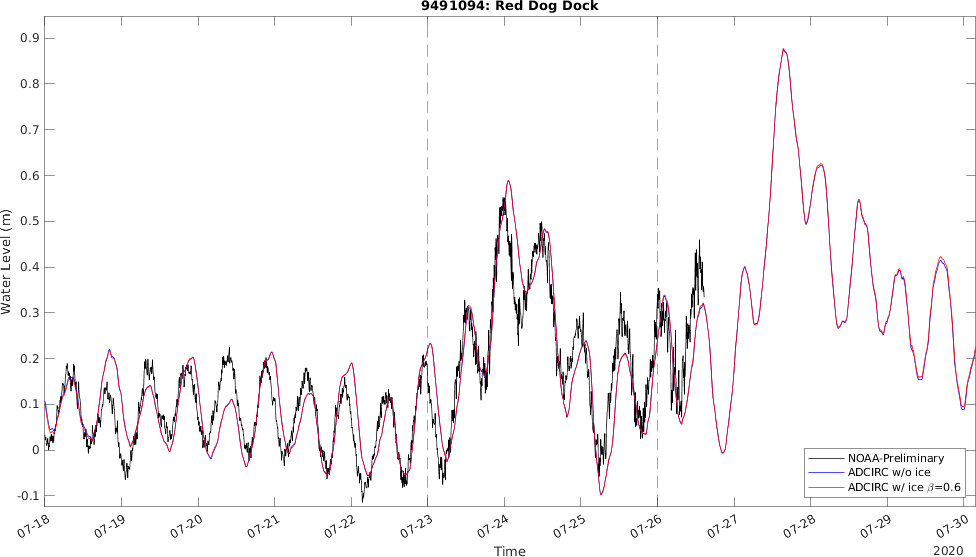 9491094: Red Dog Dock
0.9
0.8
0.7
0.6
0.5
0.4
0.3
0.2
0.1
0
-0.1
Water Level (m)
NOAA-Preliminary
ADCIRC w/o ice
ADCIRC w/ ice β=0.6
07-18 07-19 07-20 07-21 07-22 07-23 07-24 07-25 07-26 07-27 07-28 07-29 07-30
Time
2020